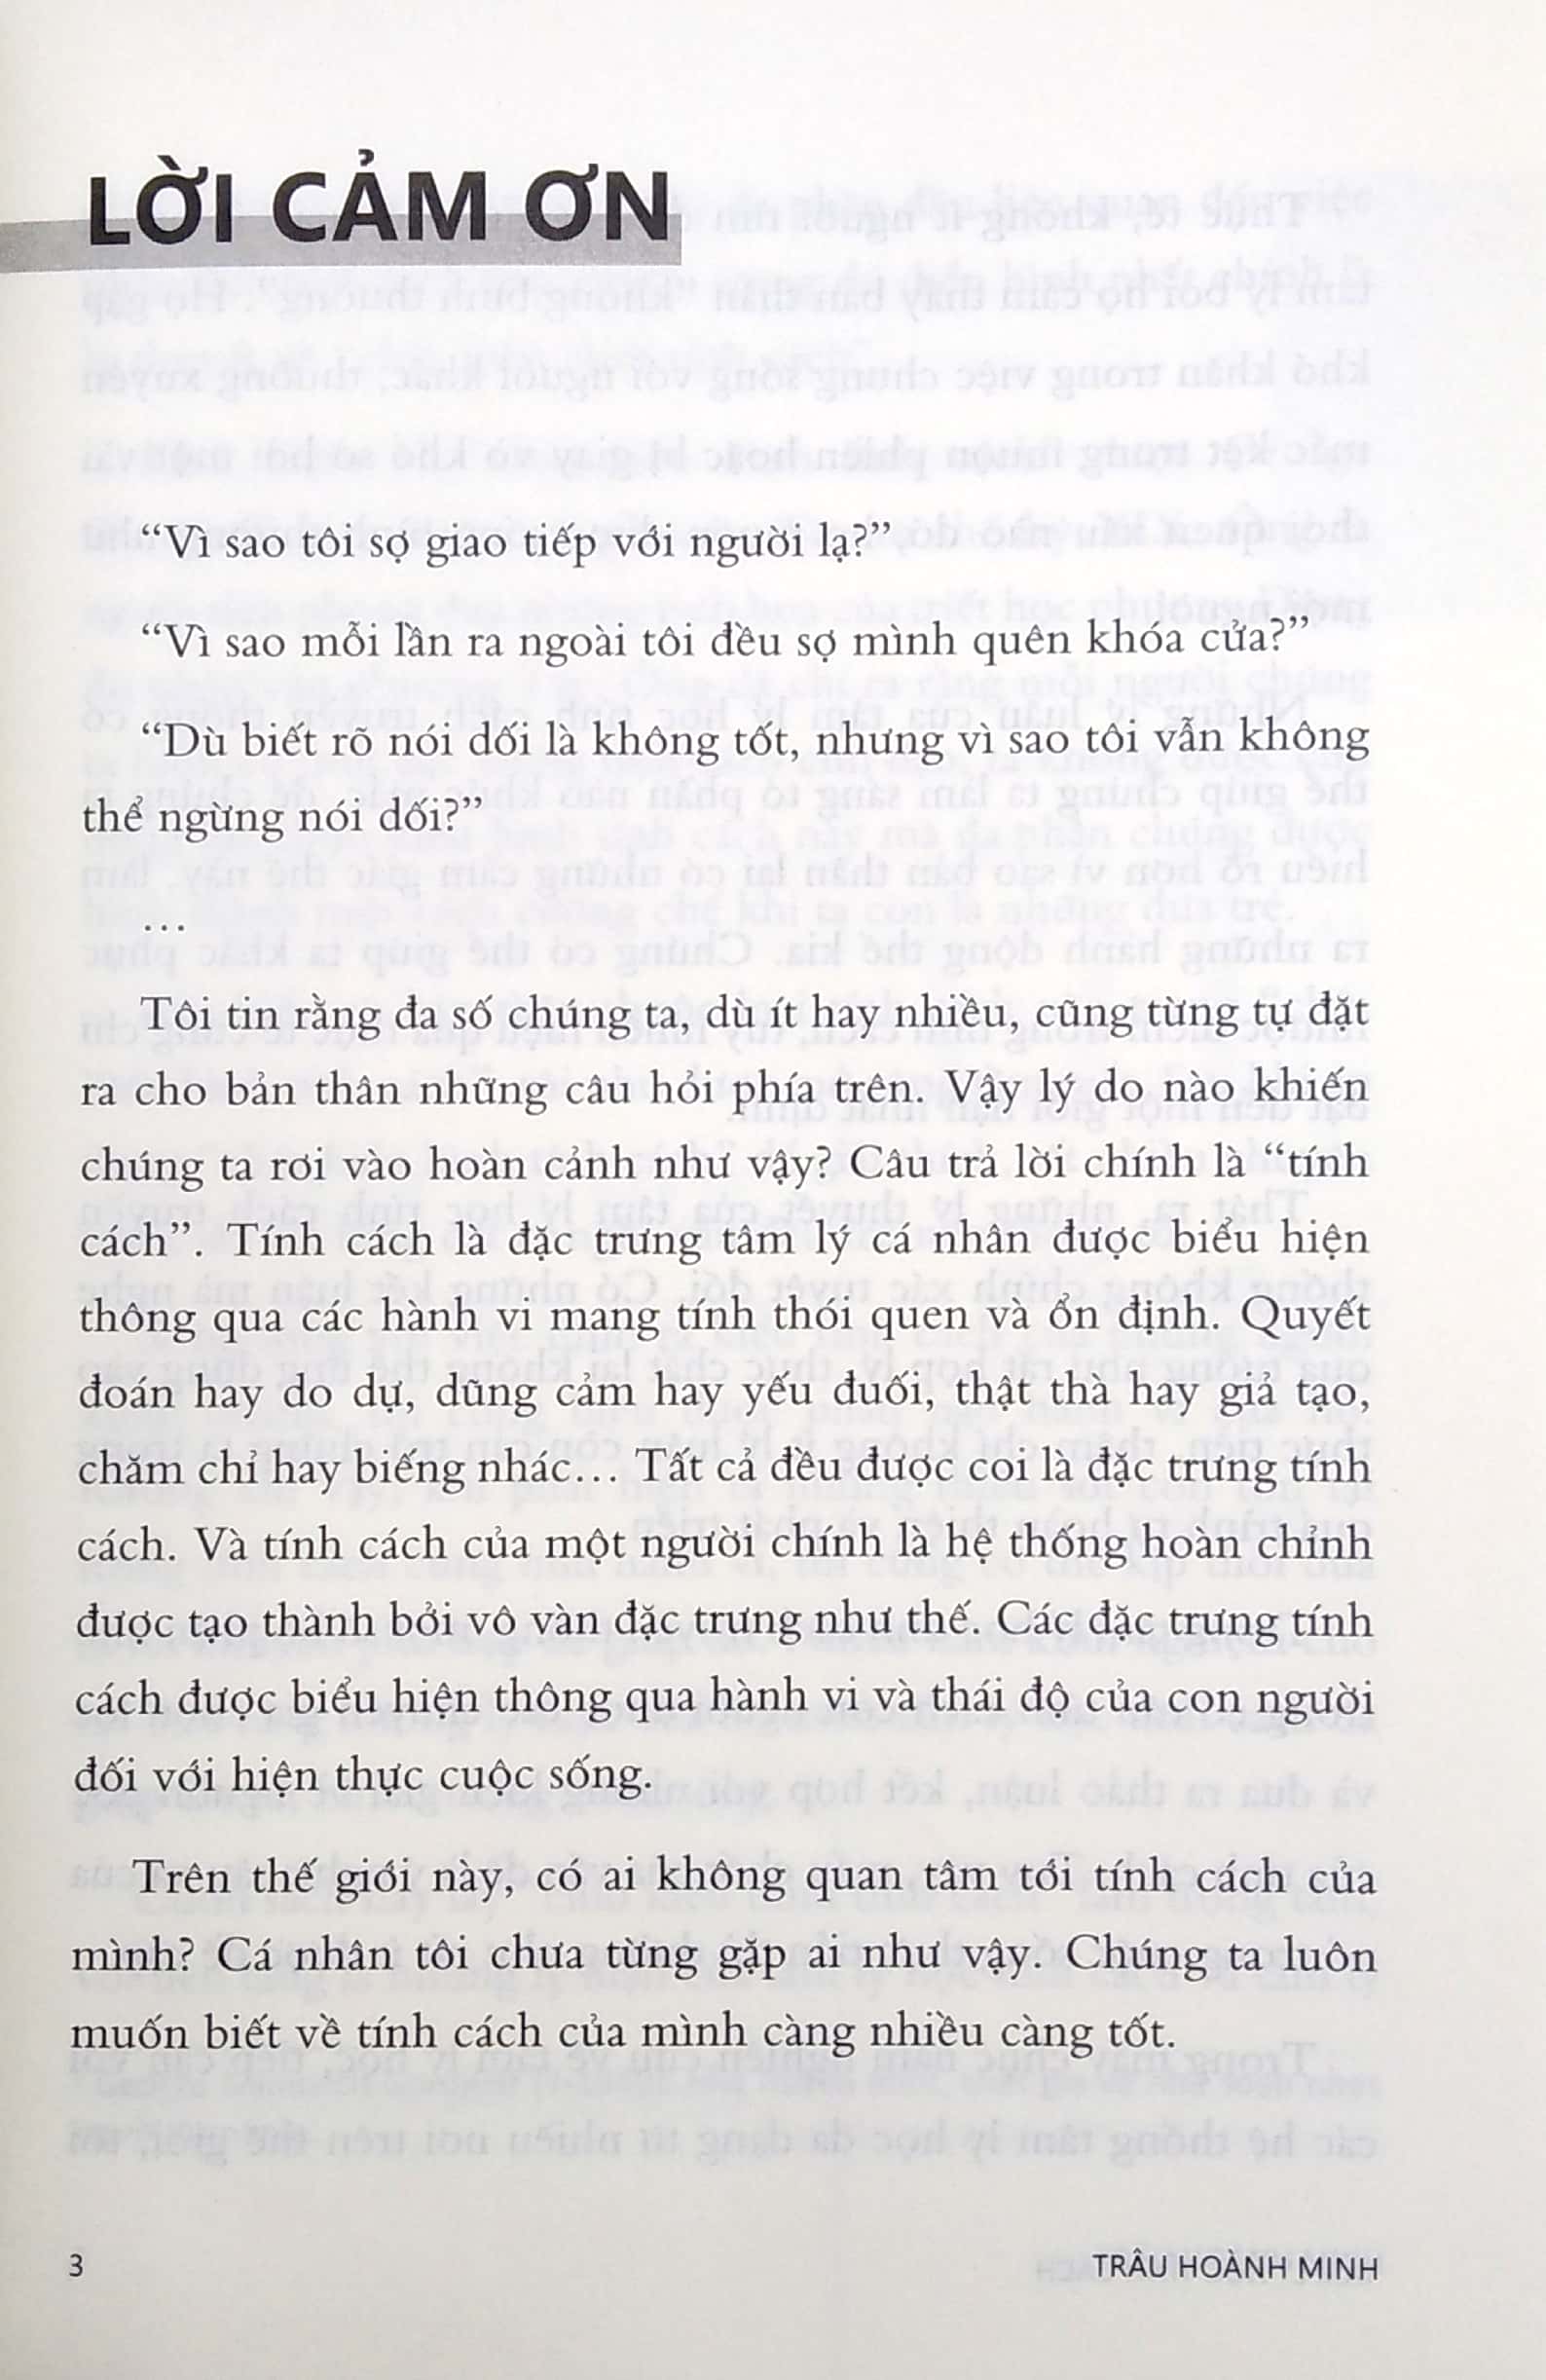 LỜI CẢM ƠN
“Vì sao tôi sợ giao tiếp với người lạ?”
“Vì sao mỗi lần ra ngoài tôi đều sợ mình quên khóa cửa?”
“Dù biết rõ nói dối là không tốt, nhưng vì sao tôi vẫn không
thể ngừng nói dối?”
…
Tôi tin rằng đa số chúng ta, dù ít hay nhiều, cũng từng tự đặt
ra cho bản thân những câu hỏi phía trên. Vậy lý do nào khiến
chúng ta rơi vào hoàn cảnh như vậy? Câu trả lời chính là “tính
cách”. Tính cách là đặc trưng tâm lý cá nhân được biểu hiện
thông qua các hành vi mang tính thói quen và ổn định. Quyết
đoán hay do dự, dũng cảm hay yếu đuối, thật thà hay giả tạo,
chăm chỉ hay biếng nhác… Tất cả đều được coi là đặc trưng tính
cách. Và tính cách của một người chính là hệ thống hoàn chỉnh
được tạo thành bởi vô vàn đặc trưng như thế. Các đặc trưng tính
cách được biểu hiện thông qua hành vi và thái độ của con người
đối với hiện thực cuộc sống.
Trên thế giới này, có ai không quan tâm tới tính cách của
mình? Cá nhân tôi chưa từng gặp ai như vậy. Chúng ta luôn
muốn biết về tính cách của mình càng nhiều càng tốt.
3
TRÂU HOÀNH MINH